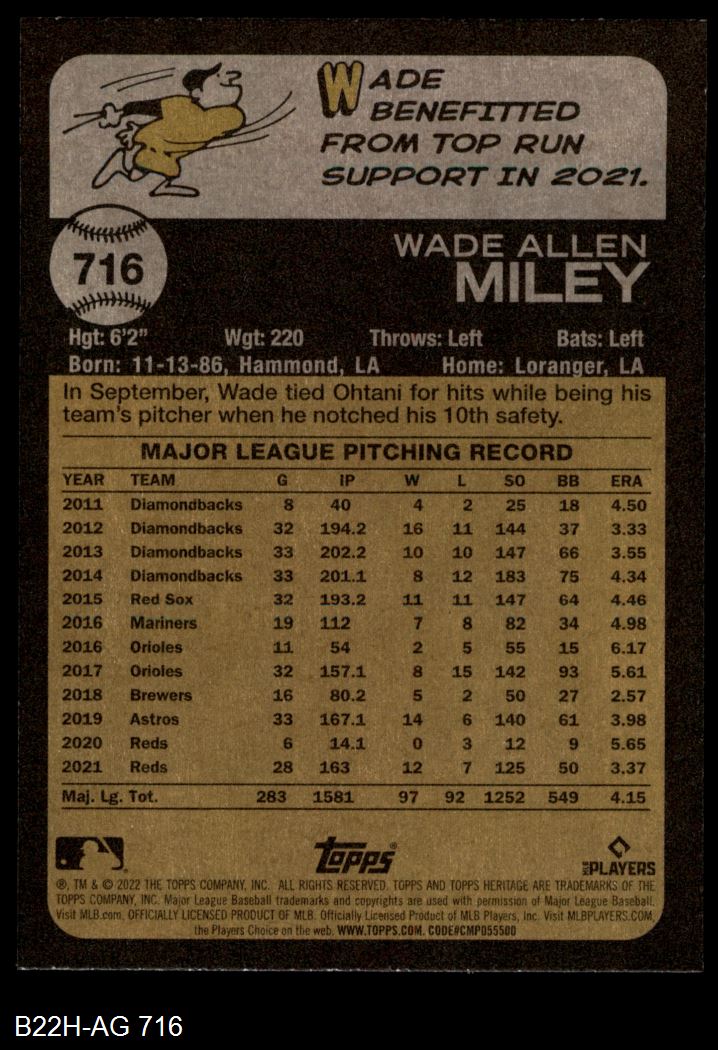 WADE
BENEFITTED
FROM TOP RUN
SUPPORT IN 2021.
716
WADE ALLEN
MILEY
Hgt: 6'2" Wgt: 220 Throws: Left Bats: Left
Born: 11-13-86, Hammond, LA Home: Loranger, LA
In September, Wade tied Ohtani for hits while being his
team's pitcher when he notched his 10th safety.
MAJOR LEAGUE PITCHING RECORD
YEAR TEAM G IP W L SO BB ERA
2011 Diamondbacks 8 40 4 2 25 18 4.50
2012 Diamondbacks 32 194.2 16 11 144 37 3.33
2013 Diamondbacks 33 202.2 10 10 147 66 3.55
2014 Diamondbacks 33 201.1 8 12 183 75 4.34
2015 Red Sox 32 193.2 11 11 147 64 4.46
2016 Mariners 19 112 7 8 82 34 4.98
2016 Orioles 11 54 2 5 55 15 6.17
2017 Orioles 32 157.1 8 15 142 93 5.61
2018 Brewers 16 80.2 5 2 50 27 2.57
2019 Astros 33 167.1 14 6 140 61 3.98
2020 Reds 6 14.1 0 3 12 9 5.65
2021 Reds 28 163 12 7 125 50 3.37
Maj. Lg. Tot. 283 1581 97 92 1252 549 4.15
Topps® MLB PLAYERS
®, TM & © 2022 THE TOPPS COMPANY, INC. ALL RIGHTS RESERVED. TOPPS AND TOPPS HERITAGE ARE TRADEMARKS OF THE
TOPPS COMPANY, INC. Major League Baseball trademarks and copyrights are used with permission of Major League Baseball.
Visit MLB.com. OFFICIALLY LICENSED PRODUCT OF MLB. Officially Licensed Product of MLB Players, Inc. Visit MLBPLAYERS.COM,
the Players Choice on the web. WWW.TOPPS.COM. CODE#CMP055500
B22H-AG 716